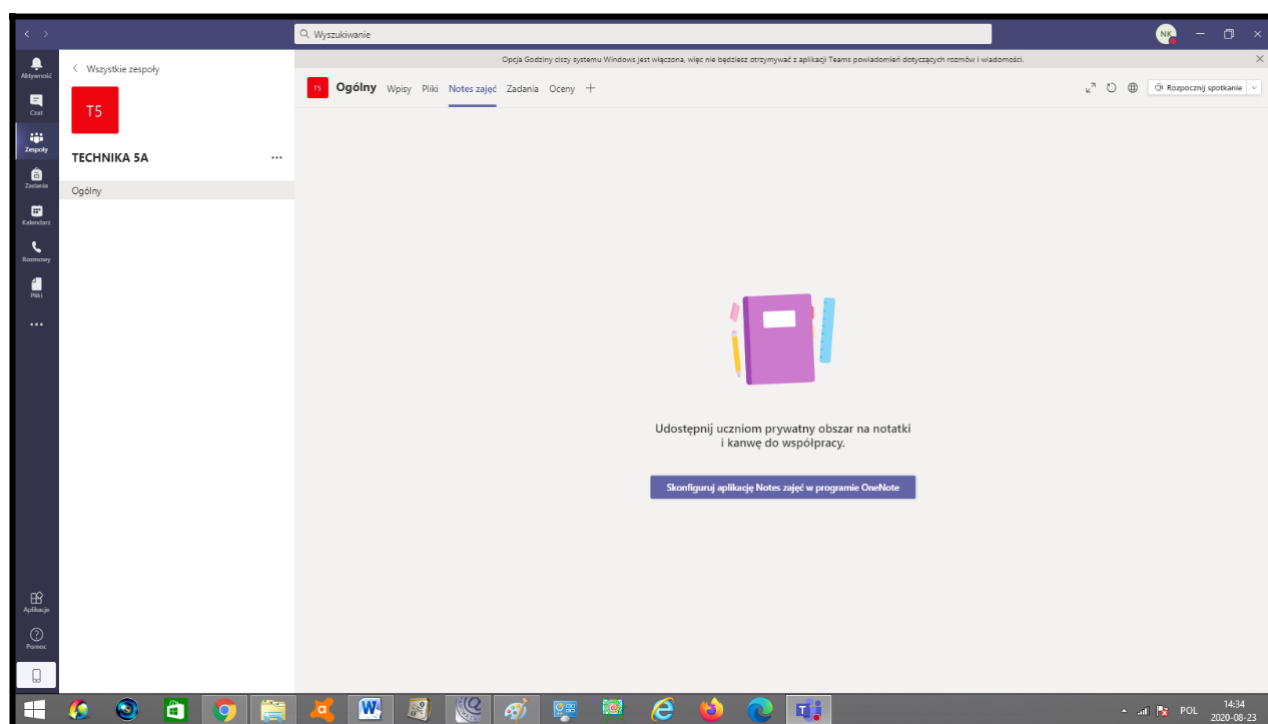 Wyszukiwanie
NK
Aktywność
Czat
Zespoły
Zadania
Kalendarz
Rozmowy
Pliki
Aplikacje
Pomoc
Wszystkie zespoły
T5
TECHNIKA 5A
Ogólny
Opcja Godziny ciszy systemu Windows jest włączona, więc nie będziesz otrzymywać z aplikacji Teams powiadomień dotyczących rozmów i wiadomości.
T5 Ogólny Wpisy Pliki Notes zajęć Zadania Oceny +
Rozpocznij spotkanie
Udostępnij uczniom prywatny obszar na notatki
i kanwę do współpracy.
Skonfiguruj aplikację Notes zajęć w programie OneNote
POL
14:34
2020-08-23